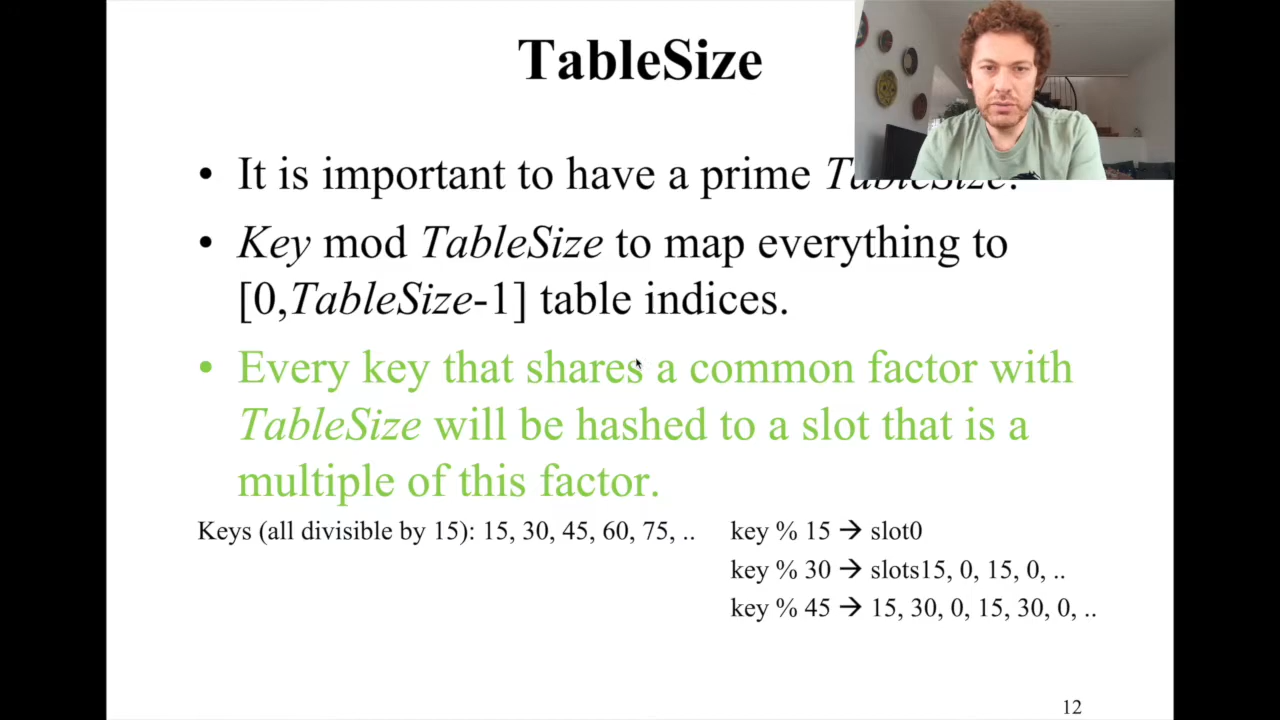 TableSize
• It is important to have a prime TableSize.
• Key mod TableSize to map everything to
[0,TableSize-1] table indices.
• Every key that shares a common factor with
TableSize will be hashed to a slot that is a
multiple of this factor.
Keys (all divisible by 15): 15, 30, 45, 60, 75, ..
key % 15 → slot0
key % 30 → slots15, 0, 15, 0, ..
key % 45 → 15, 30, 0, 15, 30, 0, ..
12